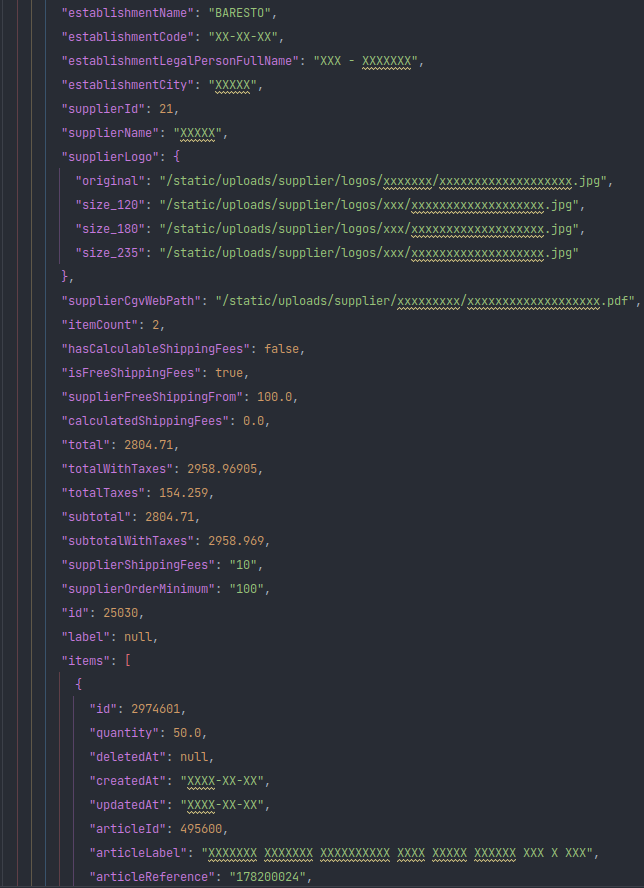 "establishmentName": "BARESTO",
"establishmentCode": "XX-XX-XX",
"establishmentLegalPersonFullName": "XXX - XXXXXXX",
"establishmentCity": "XXXXX",
"supplierId": 21,
"supplierName": "XXXXX",
"supplierLogo": {
"original": "/static/uploads/supplier/logos/xxxxxxx/xxxxxxxxxxxxxxxxxxx.jpg",
"size_120": "/static/uploads/supplier/logos/xxx/xxxxxxxxxxxxxxxxxxx.jpg",
"size_180": "/static/uploads/supplier/logos/xxx/xxxxxxxxxxxxxxxxxxx.jpg",
"size_235": "/static/uploads/supplier/logos/xxx/xxxxxxxxxxxxxxxxxxx.jpg"
},
"supplierCgvWebPath": "/static/uploads/supplier/xxxxxxxxx/xxxxxxxxxxxxxxxxxxx.pdf",
"itemCount": 2,
"hasCalculableShippingFees": false,
"isFreeShippingFees": true,
"supplierFreeShippingFrom": 100.0,
"calculatedShippingFees": 0.0,
"total": 2804.71,
"totalWithTaxes": 2958.96905,
"totalTaxes": 154.259,
"subtotal": 2804.71,
"subtotalWithTaxes": 2958.969,
"supplierShippingFees": "10",
"supplierOrderMinimum": "100",
"id": 25030,
"label": null,
"items": [
{
"id": 2974601,
"quantity": 50.0,
"deletedAt": null,
"createdAt": "XXXX-XX-XX",
"updatedAt": "XXXX-XX-XX",
"articleId": 495600,
"articleLabel": "XXXXXXX XXXXXXX XXXXXXXXXX XXXX XXXXX XXXXXX XXX X XXX",
"articleReference": "178200024",